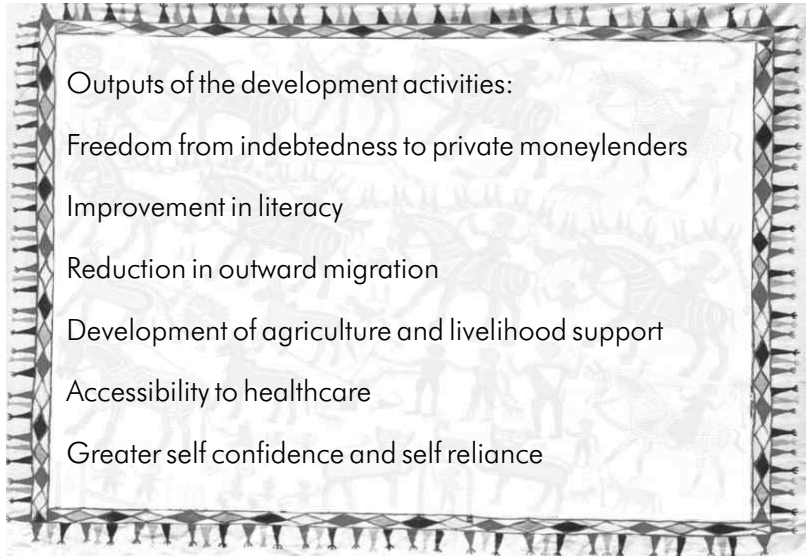 Outputs of the development activities:
Freedom from indebtedness to private moneylenders
Improvement in literacy
Reduction in outward migration
Development of agriculture and livelihood support
Accessibility to healthcare
Greater self confidence and self reliance